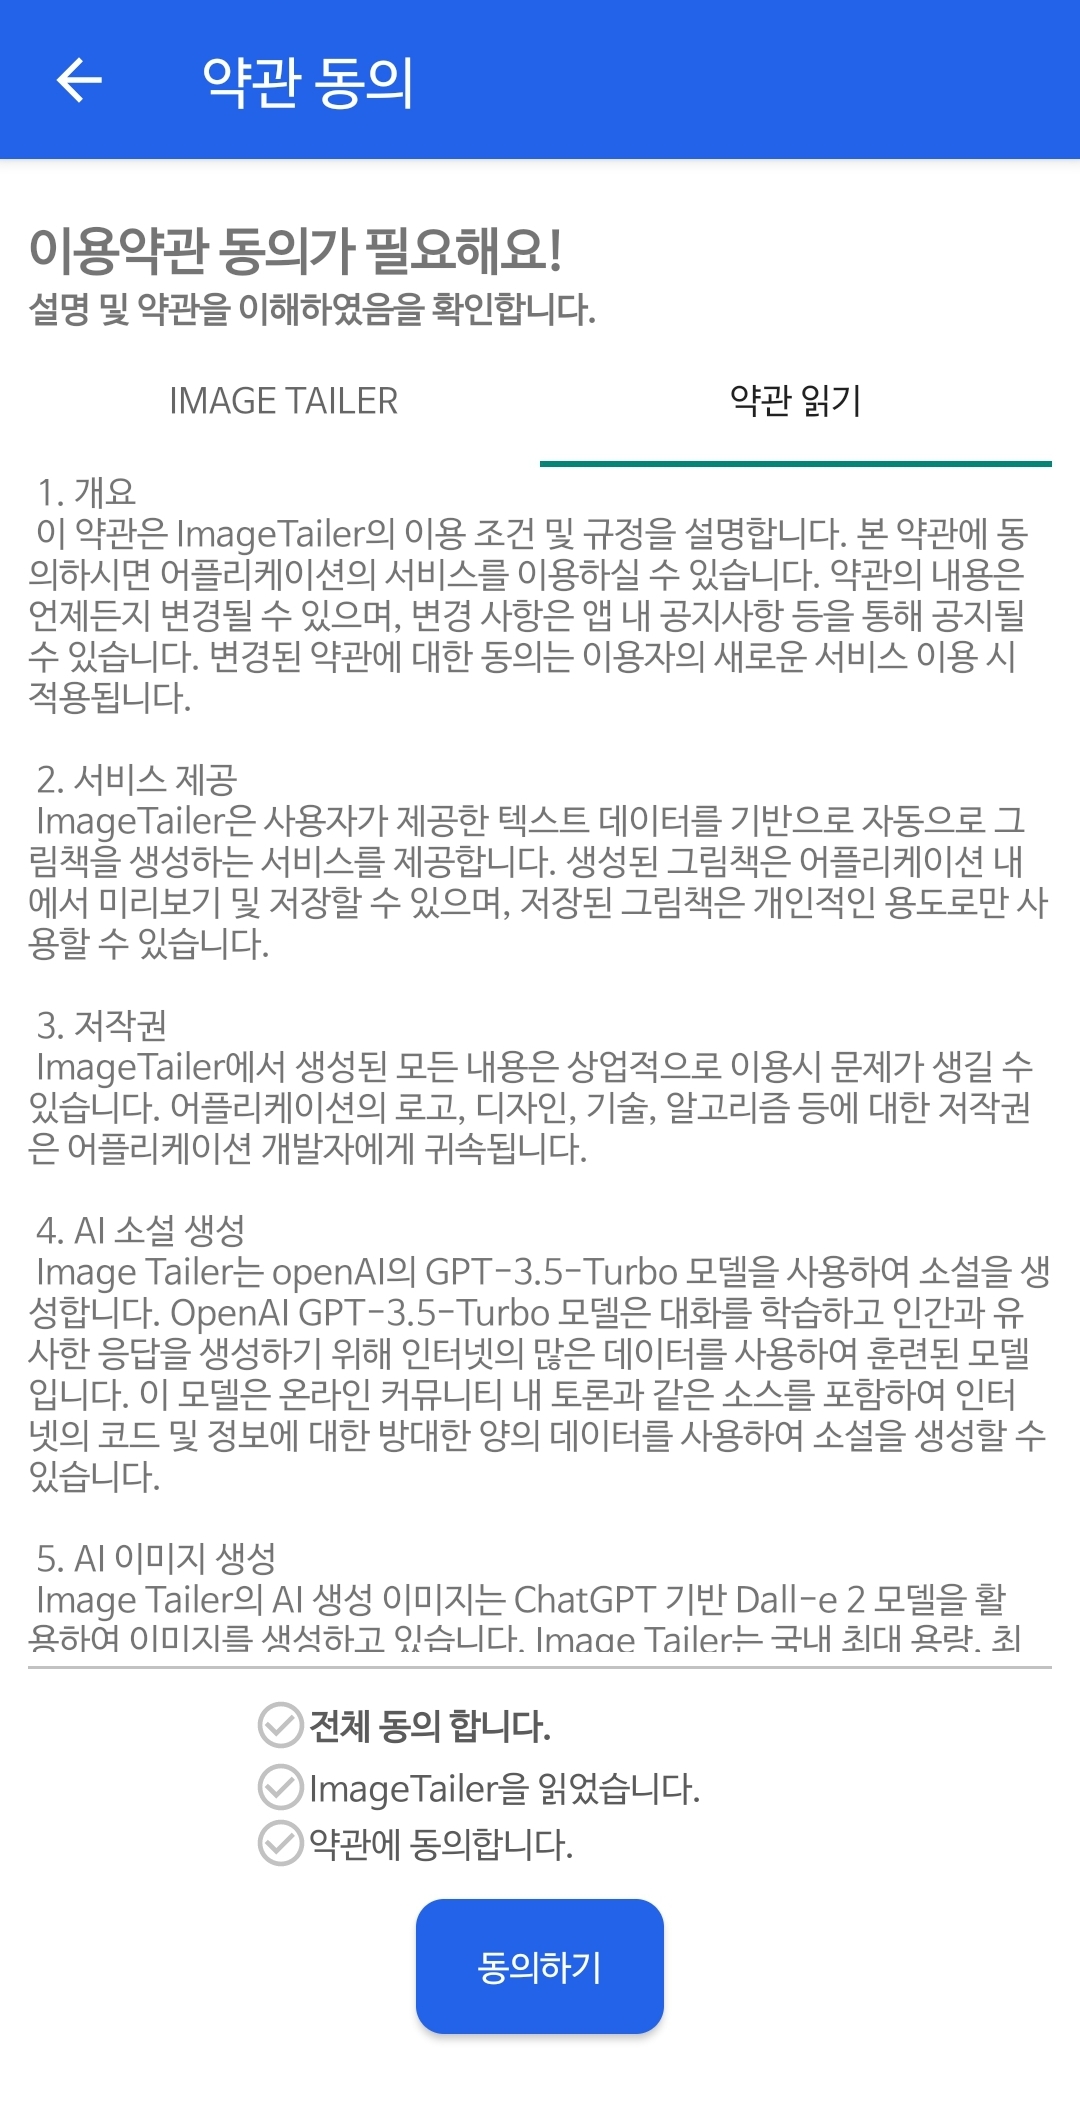 약관 동의
이용약관 동의가 필요해요!
설명 및 약관을 이해하였음을 확인합니다.
IMAGE TAILER
약관 읽기
1. 개요
이 약관은 ImageTailer의 이용 조건 및 규정을 설명합니다. 본 약관에 동
의하시면 어플리케이션의 서비스를 이용하실 수 있습니다. 약관의 내용은
언제든지 변경될 수 있으며, 변경 사항은 앱 내 공지사항 등을 통해 공지될
수 있습니다. 변경된 약관에 대한 동의는 이용자의 새로운 서비스 이용 시
적용됩니다.
2. 서비스 제공
ImageTailer은 사용자가 제공한 텍스트 데이터를 기반으로 자동으로 그
림책을 생성하는 서비스를 제공합니다. 생성된 그림책은 어플리케이션 내
에서 미리보기 및 저장할 수 있으며, 저장된 그림책은 개인적인 용도로만 사
용할 수 있습니다.
3. 저작권
ImageTailer에서 생성된 모든 내용은 상업적으로 이용시 문제가 생길 수
있습니다. 어플리케이션의 로고, 디자인, 기술, 알고리즘 등에 대한 저작권
은 어플리케이션 개발자에게 귀속됩니다.
4. AI 소설 생성
Image Tailer는 openAI의 GPT-3.5-Turbo 모델을 사용하여 소설을 생
성합니다. OpenAI GPT-3.5-Turbo 모델은 대화를 학습하고 인간과 유
사한 응답을 생성하기 위해 인터넷의 많은 데이터를 사용하여 훈련된 모델
입니다. 이 모델은 온라인 커뮤니티 내 토론과 같은 소스를 포함하여 인터
넷의 코드 및 정보에 대한 방대한 양의 데이터를 사용하여 소설을 생성할 수
있습니다.
5. AI 이미지 생성
Image Tailer의 AI 생성 이미지는 ChatGPT 기반 Dall-e 2 모델을 활
용하여 이미지를 생성하고 있습니다. Image Tailer는 국내 최대 용량, 최
전체 동의 합니다.
ImageTailer을 읽었습니다.
약관에 동의합니다.
동의하기